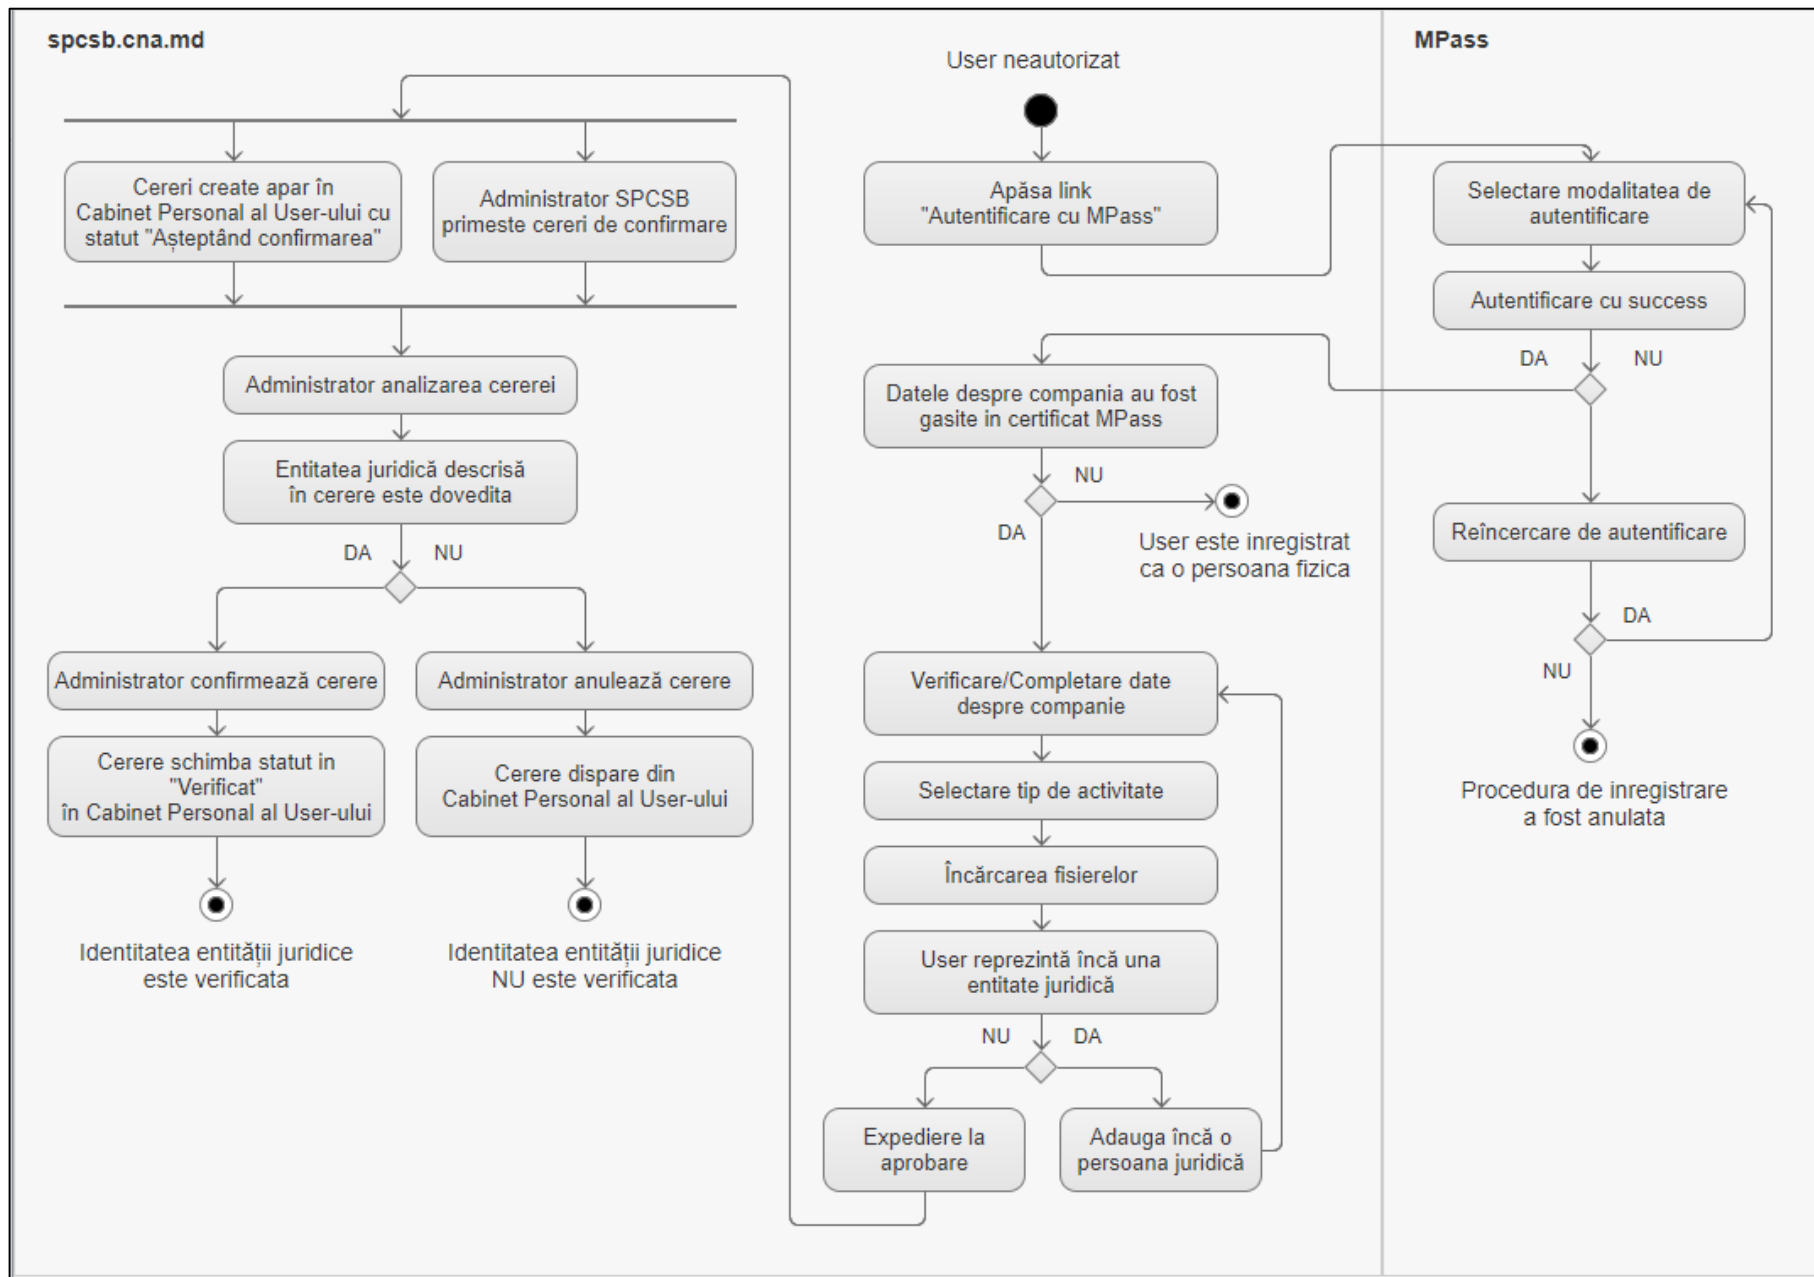 spcsb.cna.md
MPass
User neautorizat
Cereri create apar în
Cabinet Personal al User-ului cu
statut "Așteptând confirmarea"
Administrator SPCSB
primeste cereri de confirmare
Apăsa link
"Autentificare cu MPass"
Selectare modalitatea de
autentificare
Autentificare cu success
DA
NU
Administrator analizarea cererei
Datele despre compania au fost
gasite in certificat MPass
Entitatea juridică descrisă
în cerere este dovedita
NU
DA
User este inregistrat
ca o persoana fizica
Reîncercare de autentificare
DA
NU
DA
NU
Administrator confirmează cerere
Administrator anulează cerere
Verificare/Completare date
despre companie
Cerere schimba statut in
"Verificat"
în Cabinet Personal al User-ului
Cerere dispare din
Cabinet Personal al User-ului
Selectare tip de activitate
Procedura de inregistrare
a fost anulata
Încărcarea fisierelor
Identitatea entității juridice
este verificata
Identitatea entității juridice
NU este verificata
User reprezintă încă una
entitate juridică
NU
DA
Expediere la
aprobare
Adauga încă o
persoana juridică